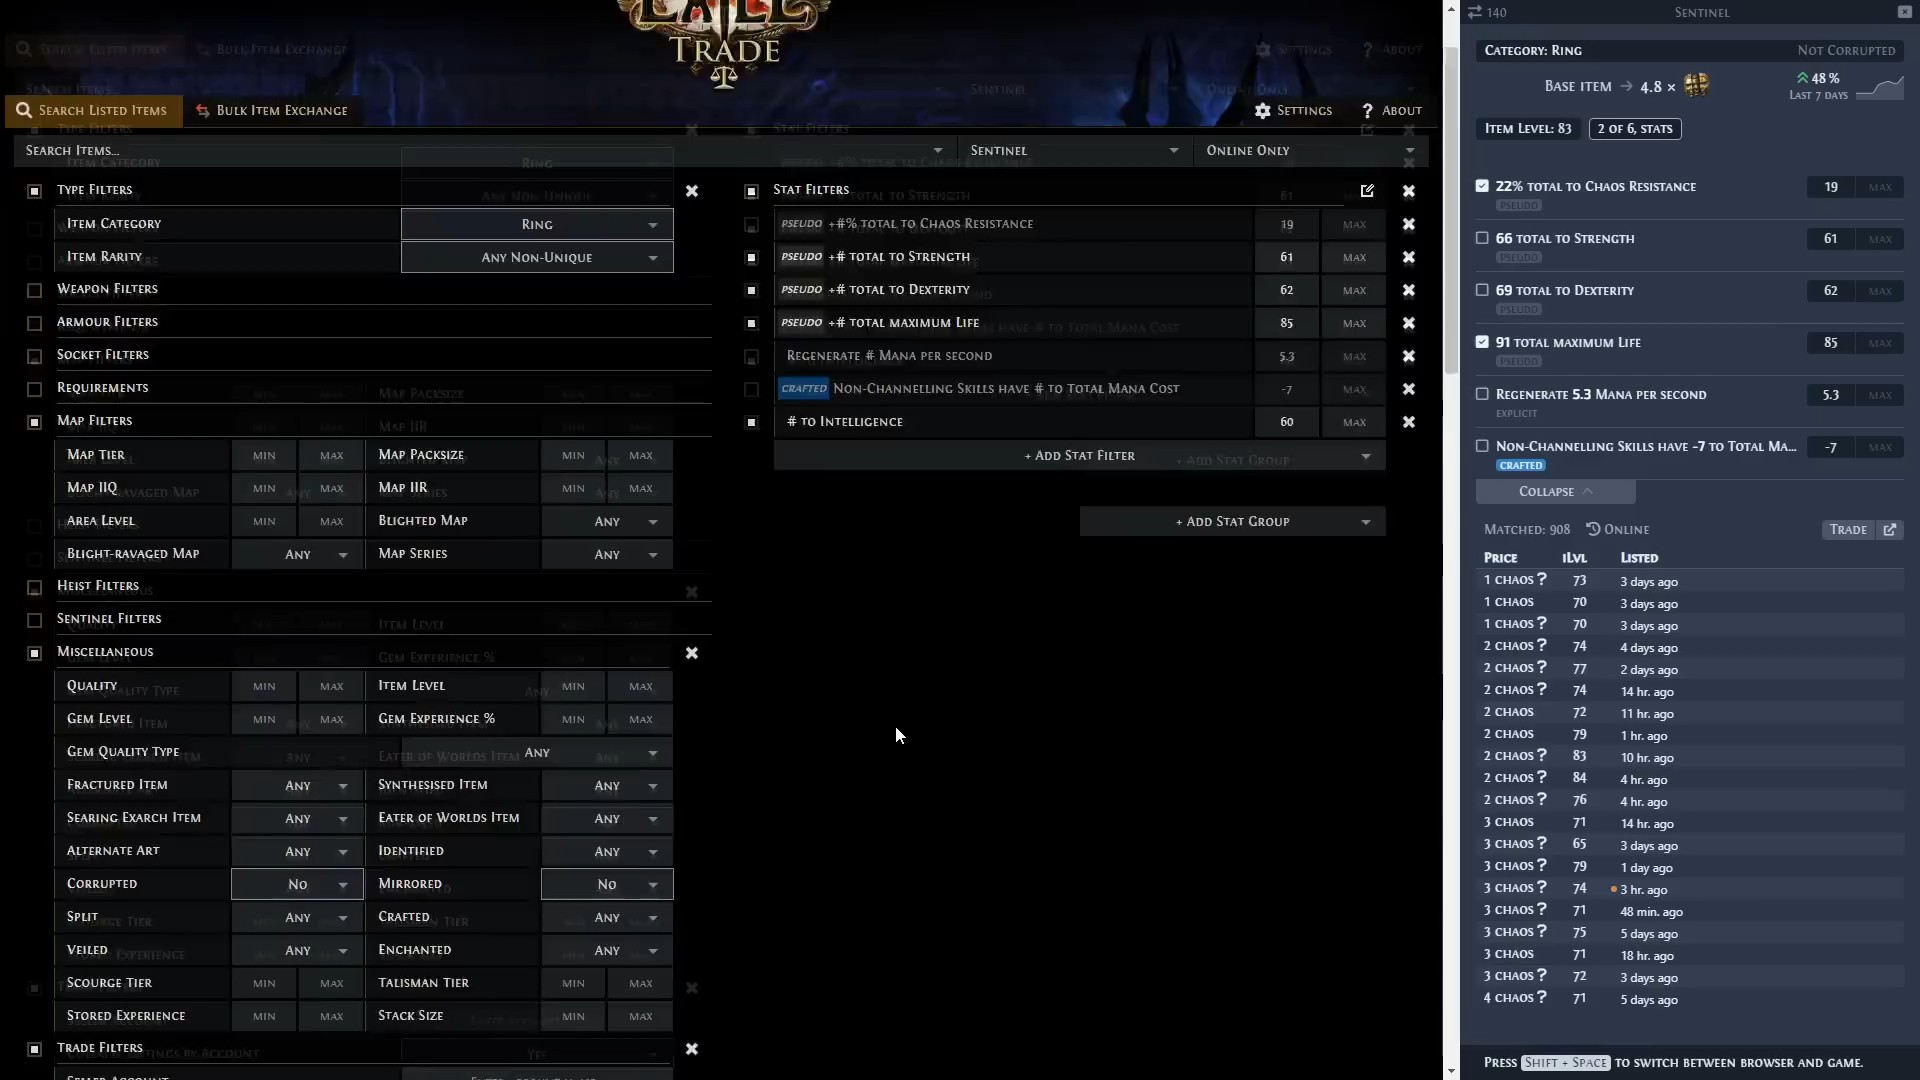 TRADE
SEARCH LISTED ITEMS
BULK ITEM EXCHANGE
SETTINGS
? ABOUT
SEARCH ITEMS...
SENTINEL
ONLINE ONLY
TYPE FILTERS
ITEM CATEGORY RING
ITEM RARITY ANY NON-UNIQUE
WEAPON FILTERS
ARMOUR FILTERS
SOCKET FILTERS
REQUIREMENTS
MAP FILTERS
MAP TIER MIN MAX MAP PACKSIZE MIN MAX
MAP IIQ MIN MAX MAP IIR MIN MAX
AREA LEVEL MIN MAX BLIGHTED MAP ANY
BLIGHT-RAVAGED MAP ANY MAP SERIES ANY
HEIST FILTERS
SENTINEL FILTERS
MISCELLANEOUS
QUALITY MIN MAX ITEM LEVEL MIN MAX
GEM LEVEL MIN MAX GEM EXPERIENCE % MIN MAX
GEM QUALITY TYPE ANY
FRACTURED ITEM ANY SYNTHESISED ITEM ANY
SEARING EXARCH ITEM ANY EATER OF WORLDS ITEM ANY
ALTERNATE ART ANY IDENTIFIED ANY
CORRUPTED NO MIRRORED NO
SPLIT ANY CRAFTED ANY
VEILED ANY ENCHANTED ANY
SCOURGE TIER MIN MAX TALISMAN TIER MIN MAX
STORED EXPERIENCE MIN MAX STACK SIZE MIN MAX
TRADE FILTERS
STAT FILTERS
PSEUDO +#% TOTAL TO CHAOS RESISTANCE 19 MAX
PSEUDO +# TOTAL TO STRENGTH 61 MAX
PSEUDO +# TOTAL TO DEXTERITY 62 MAX
PSEUDO +# TOTAL MAXIMUM LIFE 85 MAX
REGENERATE # MANA PER SECOND 5.3 MAX
CRAFTED NON-CHANNELLING SKILLS HAVE # TO TOTAL MANA COST -7 MAX
# TO INTELLIGENCE 60 MAX
+ ADD STAT FILTER
+ ADD STAT GROUP
140 SENTINEL
CATEGORY: RING NOT CORRUPTED
BASE ITEM → 4.8 × 48 %
LAST 7 DAYS
ITEM LEVEL: 83 2 OF 6, STATS
22% TOTAL TO CHAOS RESISTANCE 19 MAX
PSEUDO
66 TOTAL TO STRENGTH 61 MAX
PSEUDO
69 TOTAL TO DEXTERITY 62 MAX
PSEUDO
91 TOTAL MAXIMUM LIFE 85 MAX
PSEUDO
REGENERATE 5.3 MANA PER SECOND 5.3 MAX
EXPLICIT
NON-CHANNELLING SKILLS HAVE -7 TO TOTAL MA... -7 MAX
CRAFTED
COLLAPSE
MATCHED: 908 ONLINE TRADE
PRICE ILVL LISTED
1 CHAOS ? 73 3 days ago
1 CHAOS 70 3 days ago
1 CHAOS ? 70 3 days ago
2 CHAOS ? 74 4 days ago
2 CHAOS ? 77 2 days ago
2 CHAOS ? 74 14 hr. ago
2 CHAOS 72 11 hr. ago
2 CHAOS 79 1 hr. ago
2 CHAOS ? 83 10 hr. ago
2 CHAOS ? 84 4 hr. ago
2 CHAOS ? 76 4 hr. ago
3 CHAOS 71 14 hr. ago
3 CHAOS ? 65 3 days ago
3 CHAOS ? 79 1 day ago
3 CHAOS ? 74 3 hr. ago
3 CHAOS ? 71 48 min. ago
3 CHAOS ? 75 5 days ago
3 CHAOS 71 18 hr. ago
3 CHAOS ? 72 3 days ago
4 CHAOS ? 71 5 days ago
PRESS SHIFT + SPACE TO SWITCH BETWEEN BROWSER AND GAME.